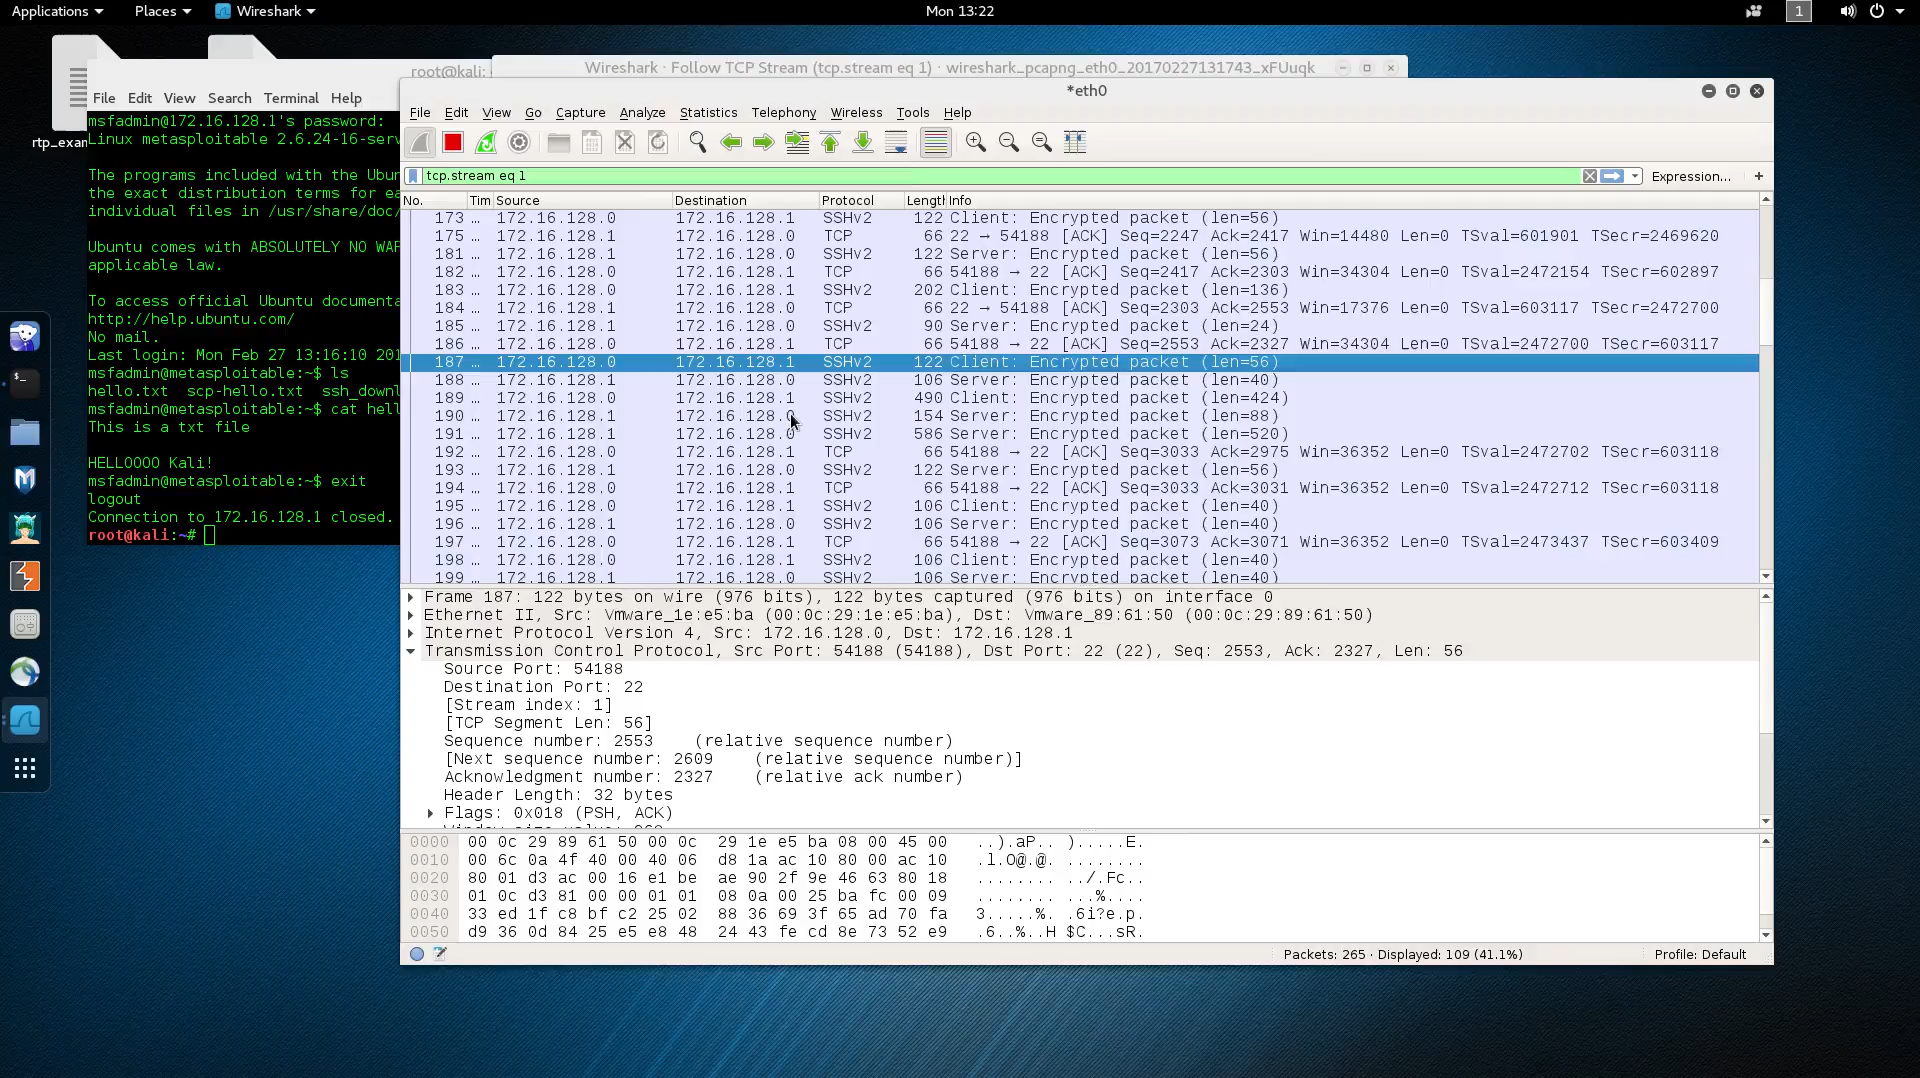 Applications Places Wireshark Mon 13:22 1
rtp_exam
root@kali:
File Edit View Search Terminal Help
msfadmin@172.16.128.1's password:
Linux metasploitable 2.6.24-16-serv
The programs included with the Ubun
the exact distribution terms for ea
individual files in /usr/share/doc/
Ubuntu comes with ABSOLUTELY NO WAR
applicable law.
To access official Ubuntu documenta
http://help.ubuntu.com/
No mail.
Last login: Mon Feb 27 13:16:10 201
msfadmin@metasploitable:~$ ls
hello.txt scp-hello.txt ssh_downl
msfadmin@metasploitable:~$ cat hell
This is a txt file
HELLOOOO Kali!
msfadmin@metasploitable:~$ exit
logout
Connection to 172.16.128.1 closed.
root@kali:~#
Wireshark · Follow TCP Stream (tcp.stream eq 1) · wireshark_pcapng_eth0_20170227131743_xFUuqk
*eth0
File Edit View Go Capture Analyze Statistics Telephony Wireless Tools Help
tcp.stream eq 1 Expression... +
No. Tim Source Destination Protocol Lengtl Info
173 ... 172.16.128.0 172.16.128.1 SSHv2 122 Client: Encrypted packet (len=56)
175 ... 172.16.128.1 172.16.128.0 TCP 66 22 → 54188 [ACK] Seq=2247 Ack=2417 Win=14480 Len=0 TSval=601901 TSecr=2469620
181 ... 172.16.128.1 172.16.128.0 SSHv2 122 Server: Encrypted packet (len=56)
182 ... 172.16.128.0 172.16.128.1 TCP 66 54188 → 22 [ACK] Seq=2417 Ack=2303 Win=34304 Len=0 TSval=2472154 TSecr=602897
183 ... 172.16.128.0 172.16.128.1 SSHv2 202 Client: Encrypted packet (len=136)
184 ... 172.16.128.1 172.16.128.0 TCP 66 22 → 54188 [ACK] Seq=2303 Ack=2553 Win=17376 Len=0 TSval=603117 TSecr=2472700
185 ... 172.16.128.1 172.16.128.0 SSHv2 90 Server: Encrypted packet (len=24)
186 ... 172.16.128.0 172.16.128.1 TCP 66 54188 → 22 [ACK] Seq=2553 Ack=2327 Win=34304 Len=0 TSval=2472700 TSecr=603117
187 ... 172.16.128.0 172.16.128.1 SSHv2 122 Client: Encrypted packet (len=56)
188 ... 172.16.128.1 172.16.128.0 SSHv2 106 Server: Encrypted packet (len=40)
189 ... 172.16.128.0 172.16.128.1 SSHv2 490 Client: Encrypted packet (len=424)
190 ... 172.16.128.1 172.16.128.0 SSHv2 154 Server: Encrypted packet (len=88)
191 ... 172.16.128.1 172.16.128.0 SSHv2 586 Server: Encrypted packet (len=520)
192 ... 172.16.128.0 172.16.128.1 TCP 66 54188 → 22 [ACK] Seq=3033 Ack=2975 Win=36352 Len=0 TSval=2472702 TSecr=603118
193 ... 172.16.128.1 172.16.128.0 SSHv2 122 Server: Encrypted packet (len=56)
194 ... 172.16.128.0 172.16.128.1 TCP 66 54188 → 22 [ACK] Seq=3033 Ack=3031 Win=36352 Len=0 TSval=2472712 TSecr=603118
195 ... 172.16.128.0 172.16.128.1 SSHv2 106 Client: Encrypted packet (len=40)
196 ... 172.16.128.1 172.16.128.0 SSHv2 106 Server: Encrypted packet (len=40)
197 ... 172.16.128.0 172.16.128.1 TCP 66 54188 → 22 [ACK] Seq=3073 Ack=3071 Win=36352 Len=0 TSval=2473437 TSecr=603409
198 ... 172.16.128.0 172.16.128.1 SSHv2 106 Client: Encrypted packet (len=40)
199 ... 172.16.128.1 172.16.128.0 SSHv2 106 Server: Encrypted packet (len=40)
Frame 187: 122 bytes on wire (976 bits), 122 bytes captured (976 bits) on interface 0
Ethernet II, Src: Vmware_1e:e5:ba (00:0c:29:1e:e5:ba), Dst: Vmware_89:61:50 (00:0c:29:89:61:50)
Internet Protocol Version 4, Src: 172.16.128.0, Dst: 172.16.128.1
Transmission Control Protocol, Src Port: 54188 (54188), Dst Port: 22 (22), Seq: 2553, Ack: 2327, Len: 56
Source Port: 54188
Destination Port: 22
[Stream index: 1]
[TCP Segment Len: 56]
Sequence number: 2553 (relative sequence number)
[Next sequence number: 2609 (relative sequence number)]
Acknowledgment number: 2327 (relative ack number)
Header Length: 32 bytes
Flags: 0x018 (PSH, ACK)
0000 00 0c 29 89 61 50 00 0c 29 1e e5 ba 08 00 45 00 ..).aP.. ).....E.
0010 00 6c 0a 4f 40 00 40 06 d8 1a ac 10 80 00 ac 10 .l.O@.@. ........
0020 80 01 d3 ac 00 16 e1 be ae 90 2f 9e 46 63 80 18 ........ ../.Fc..
0030 01 0c d3 81 00 00 01 01 08 0a 00 25 ba fc 00 09 ........ ...%....
0040 33 ed 1f c8 bf c2 25 02 88 36 69 3f 65 ad 70 fa 3.....%. .6i?e.p.
0050 d9 36 0d 84 25 e5 e8 48 24 43 fe cd 8e 73 52 e9 .6..%..H $C...sR.
Packets: 265 · Displayed: 109 (41.1%) Profile: Default